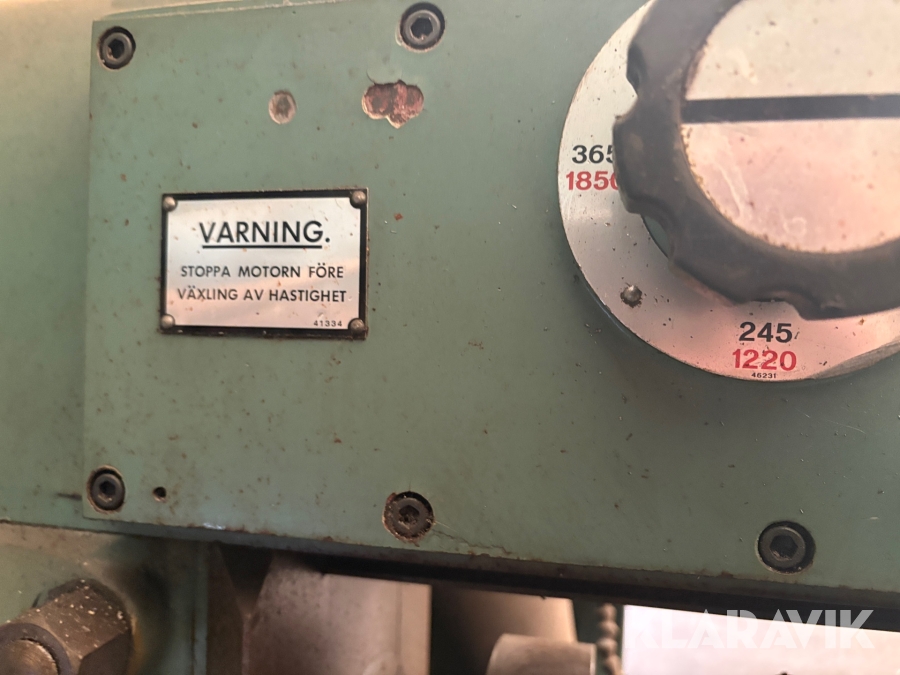 VARNING.
STOPPA MOTORN FÖRE
VÄXLING AV HASTIGHET
41334
365
1850
245
1220
46231
KLARAVIK